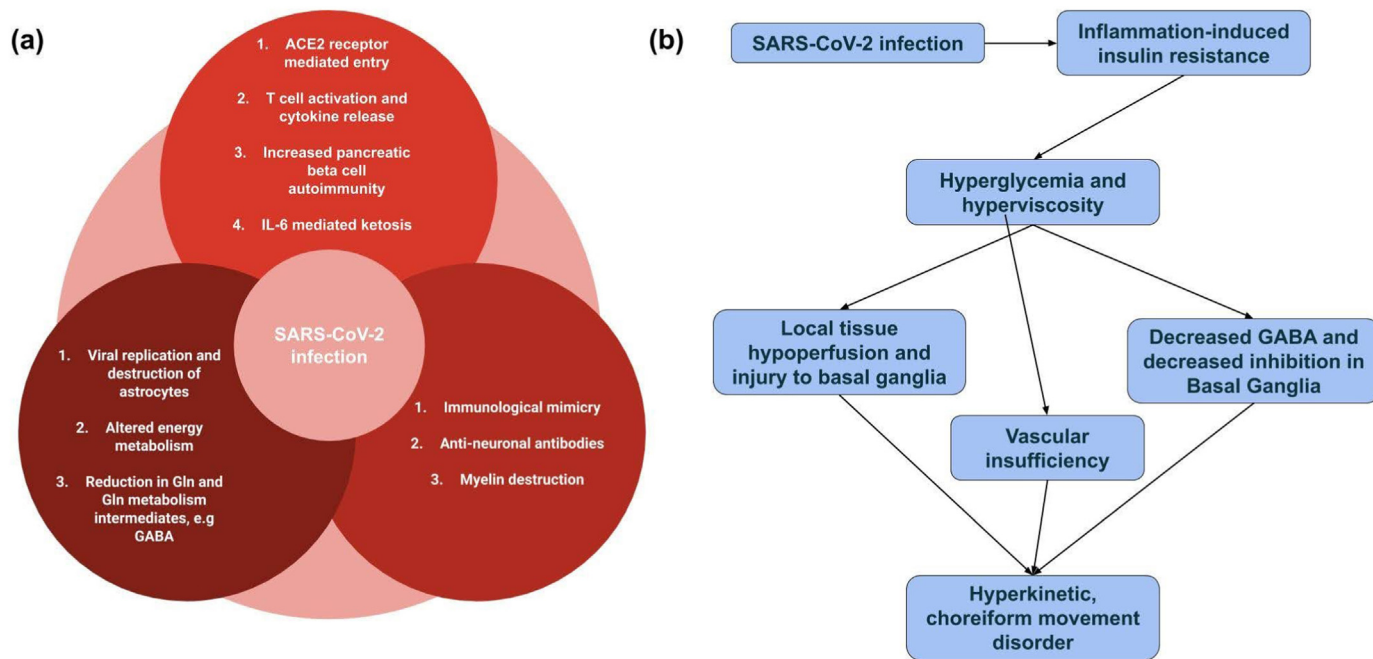 (a)
1. ACE2 receptor
mediated entry
2. T cell activation and
cytokine release
3. Increased pancreatic
beta cell
autoimmunity
4. IL-6 mediated ketosis
SARS-CoV-2
infection
1. Viral replication and
destruction of
astrocytes
2. Altered energy
metabolism
3. Reduction in Gln and
Gln metabolism
intermediates, e.g
GABA
1. Immunological mimicry
2. Anti-neuronal antibodies
3. Myelin destruction
(b)
SARS-CoV-2 infection
Inflammation-induced
insulin resistance
Hyperglycemia and
hyperviscosity
Local tissue
hypoperfusion and
injury to basal ganglia
Vascular
insufficiency
Decreased GABA and
decreased inhibition in
Basal Ganglia
Hyperkinetic,
choreiform movement
disorder